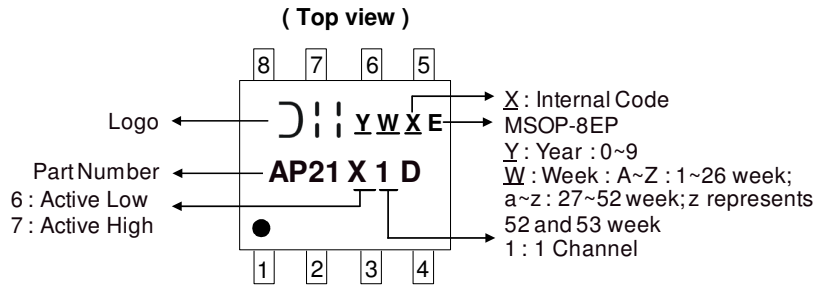 ( Top view )
8 7 6 5
Logo
Y W X E
X : Internal Code
MSOP-8EP
Y : Year : 0~9
W : Week : A~Z : 1~26 week;
a~z : 27~52 week; z represents
52 and 53 week
1 : 1 Channel
Part Number
AP21 X 1 D
6 : Active Low
7 : Active High
1 2 3 4